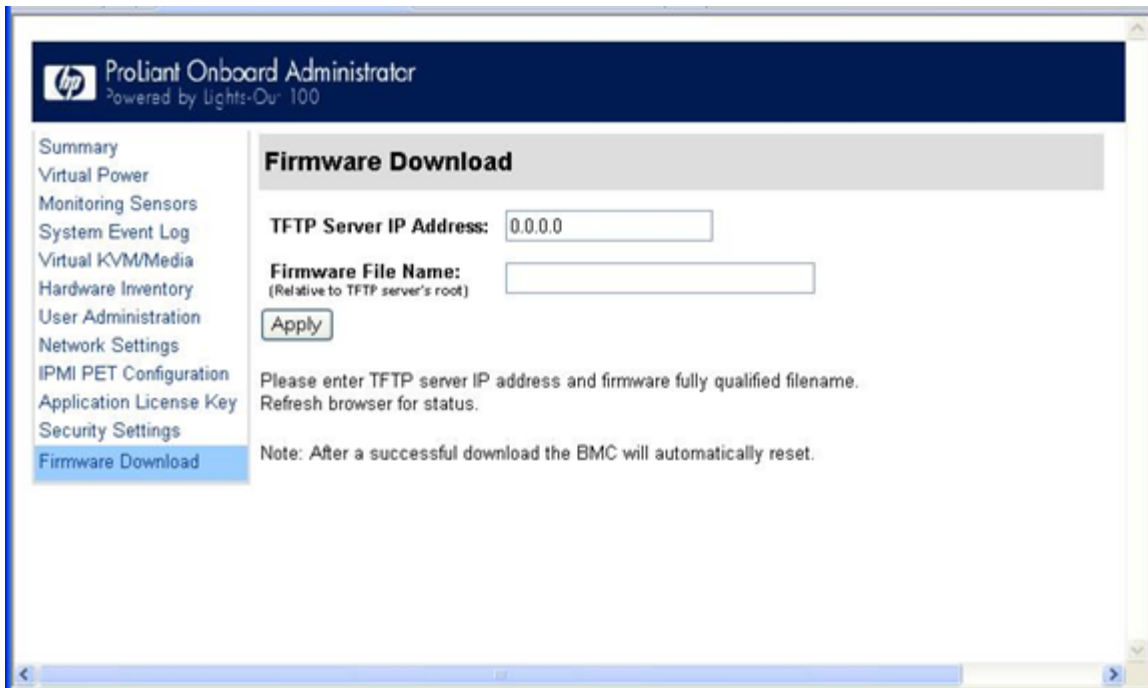 hp
ProLiant Onboard Administrator
Powered by Lights-Out 100
Summary
Virtual Power
Monitoring Sensors
System Event Log
Virtual KVM/Media
Hardware Inventory
User Administration
Network Settings
IPMI PET Configuration
Application License Key
Security Settings
Firmware Download
Firmware Download
TFTP Server IP Address: 0.0.0.0
Firmware File Name:
(Relative to TFTP server's root)
Apply
Please enter TFTP server IP address and firmware fully qualified filename.
Refresh browser for status.
Note: After a successful download the BMC will automatically reset.